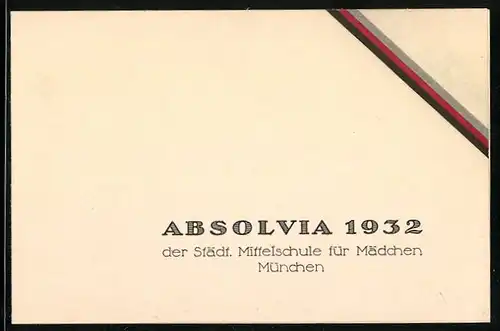 ABSOLVIA 1932
der Städt. Mittelschule für Mädchen
München